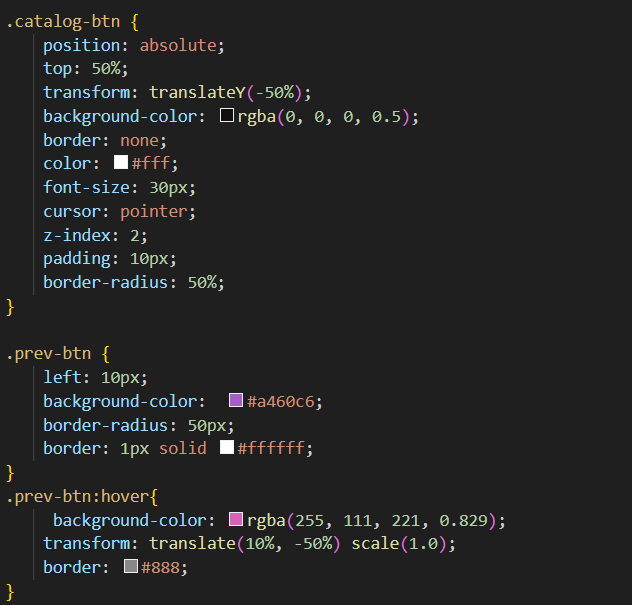 .catalog-btn {
    position: absolute;
    top: 50%;
    transform: translateY(-50%);
    background-color: rgba(0, 0, 0, 0.5);
    border: none;
    color: #fff;
    font-size: 30px;
    cursor: pointer;
    z-index: 2;
    padding: 10px;
    border-radius: 50%;
}

.prev-btn {
    left: 10px;
    background-color:  #a460c6;
    border-radius: 50px;
    border: 1px solid #ffffff;
}
.prev-btn:hover{
     background-color: rgba(255, 111, 221, 0.829);
    transform: translate(10%, -50%) scale(1.0);
    border: #888;
}